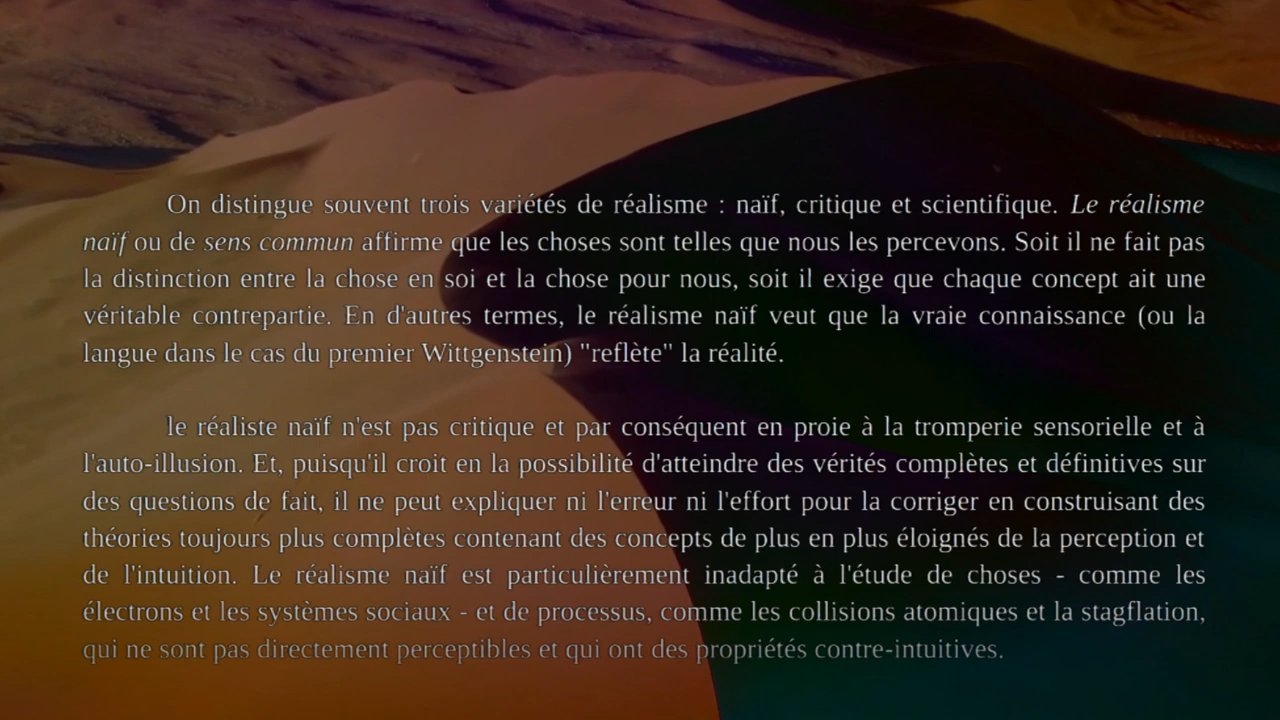 On distingue souvent trois variétés de réalisme : naïf, critique et scientifique. Le réalisme
naïf ou de sens commun affirme que les choses sont telles que nous les percevons. Soit il ne fait pas
la distinction entre la chose en soi et la chose pour nous, soit il exige que chaque concept ait une
véritable contrepartie. En d'autres termes, le réalisme naïf veut que la vraie connaissance (ou la
langue dans le cas du premier Wittgenstein) "reflète" la réalité.
le réaliste naïf n'est pas critique et par conséquent en proie à la tromperie sensorielle et à
l'auto-illusion. Et, puisqu'il croit en la possibilité d'atteindre des vérités complètes et définitives sur
des questions de fait, il ne peut expliquer ni l'erreur ni l'effort pour la corriger en construisant des
théories toujours plus complètes contenant des concepts de plus en plus éloignés de la perception et
de l'intuition. Le réalisme naïf est particulièrement inadapté à l'étude de choses - comme les
électrons et les systèmes sociaux - et de processus, comme les collisions atomiques et la stagflation,
qui ne sont pas directement perceptibles et qui ont des propriétés contre-intuitives.